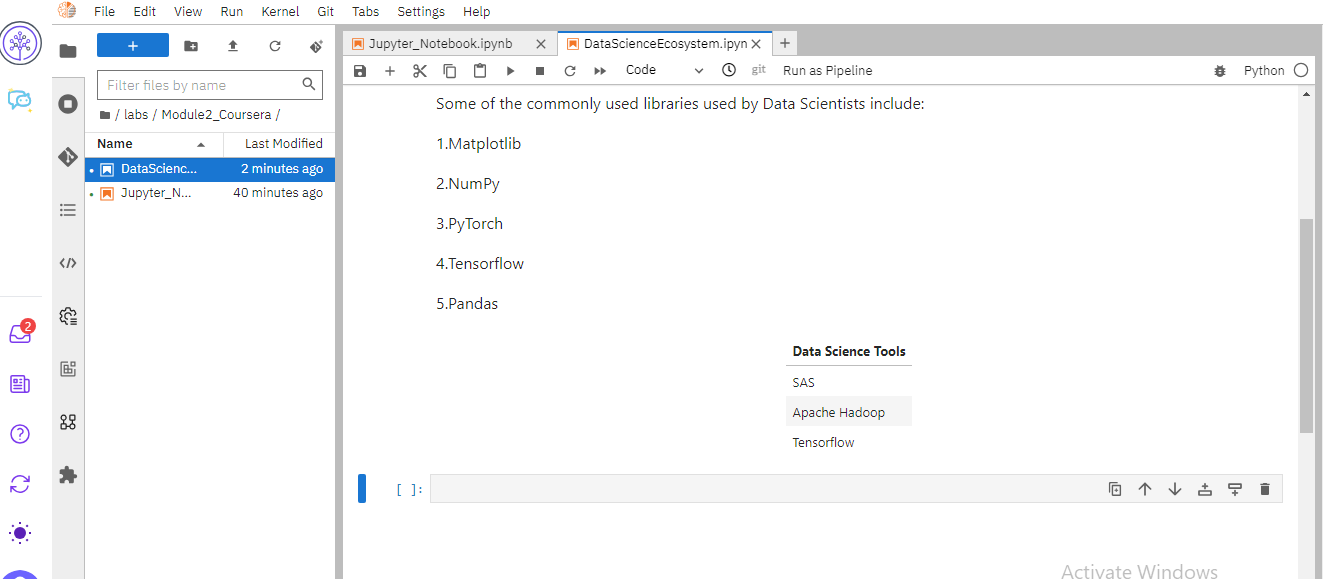 File Edit View Run Kernel Git Tabs Settings Help
+
Filter files by name
/ labs / Module2_Coursera /
Name Last Modified
DataScienc... 2 minutes ago
Jupyter_N... 40 minutes ago
2
Jupyter_Notebook.ipynb
DataScienceEcosystem.ipyn
Code git Run as Pipeline Python
Some of the commonly used libraries used by Data Scientists include:
1.Matplotlib
2.NumPy
3.PyTorch
4.Tensorflow
5.Pandas
Data Science Tools
SAS
Apache Hadoop
Tensorflow
[ ]:
Activate Windows